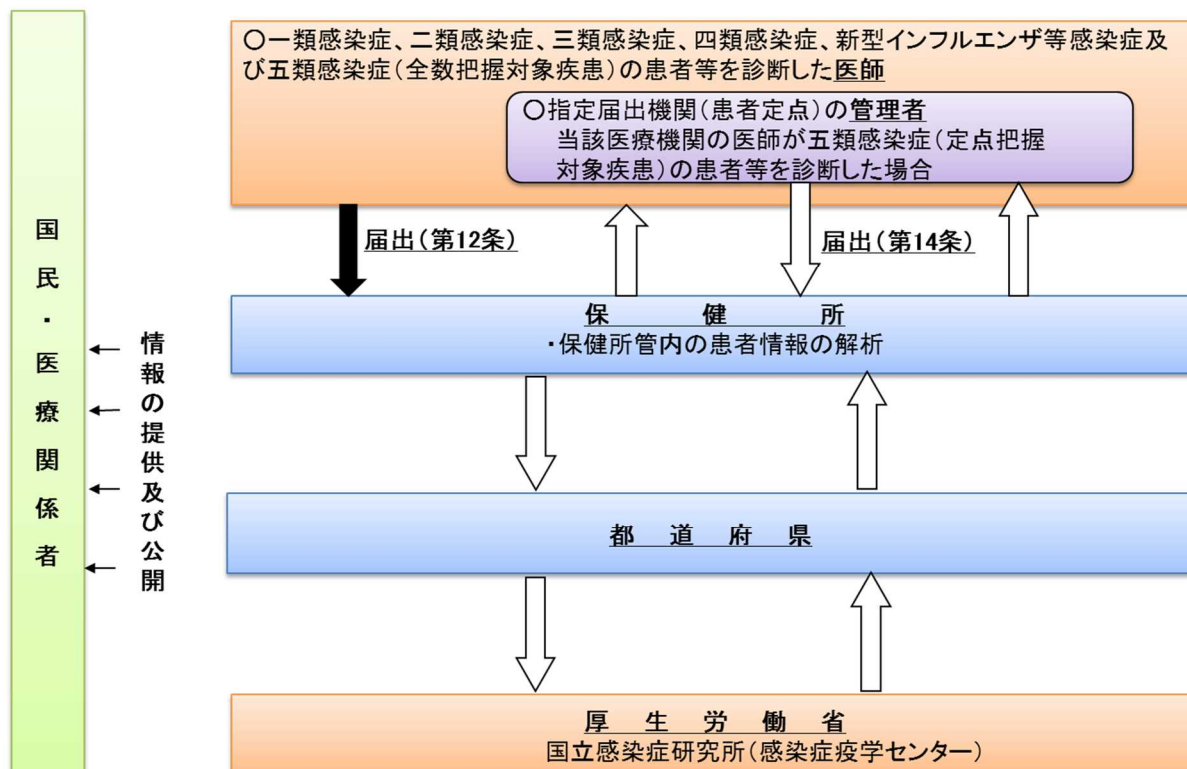 〇一類感染症、二類感染症、三類感染症、四類感染症、新型インフルエンザ等感染症及
び五類感染症(全数把握対象疾患)の患者等を診断した医師
〇指定届出機関(患者定点)の管理者
当該医療機関の医師が五類感染症(定点把握
対象疾患)の患者等を診断した場合
届出(第12条)
届出(第14条)
保健所
・保健所管内の患者情報の解析
都道府県
厚生労働省
国立感染症研究所(感染症疫学センター)
情報の提供及び公開
国民・医療関係者